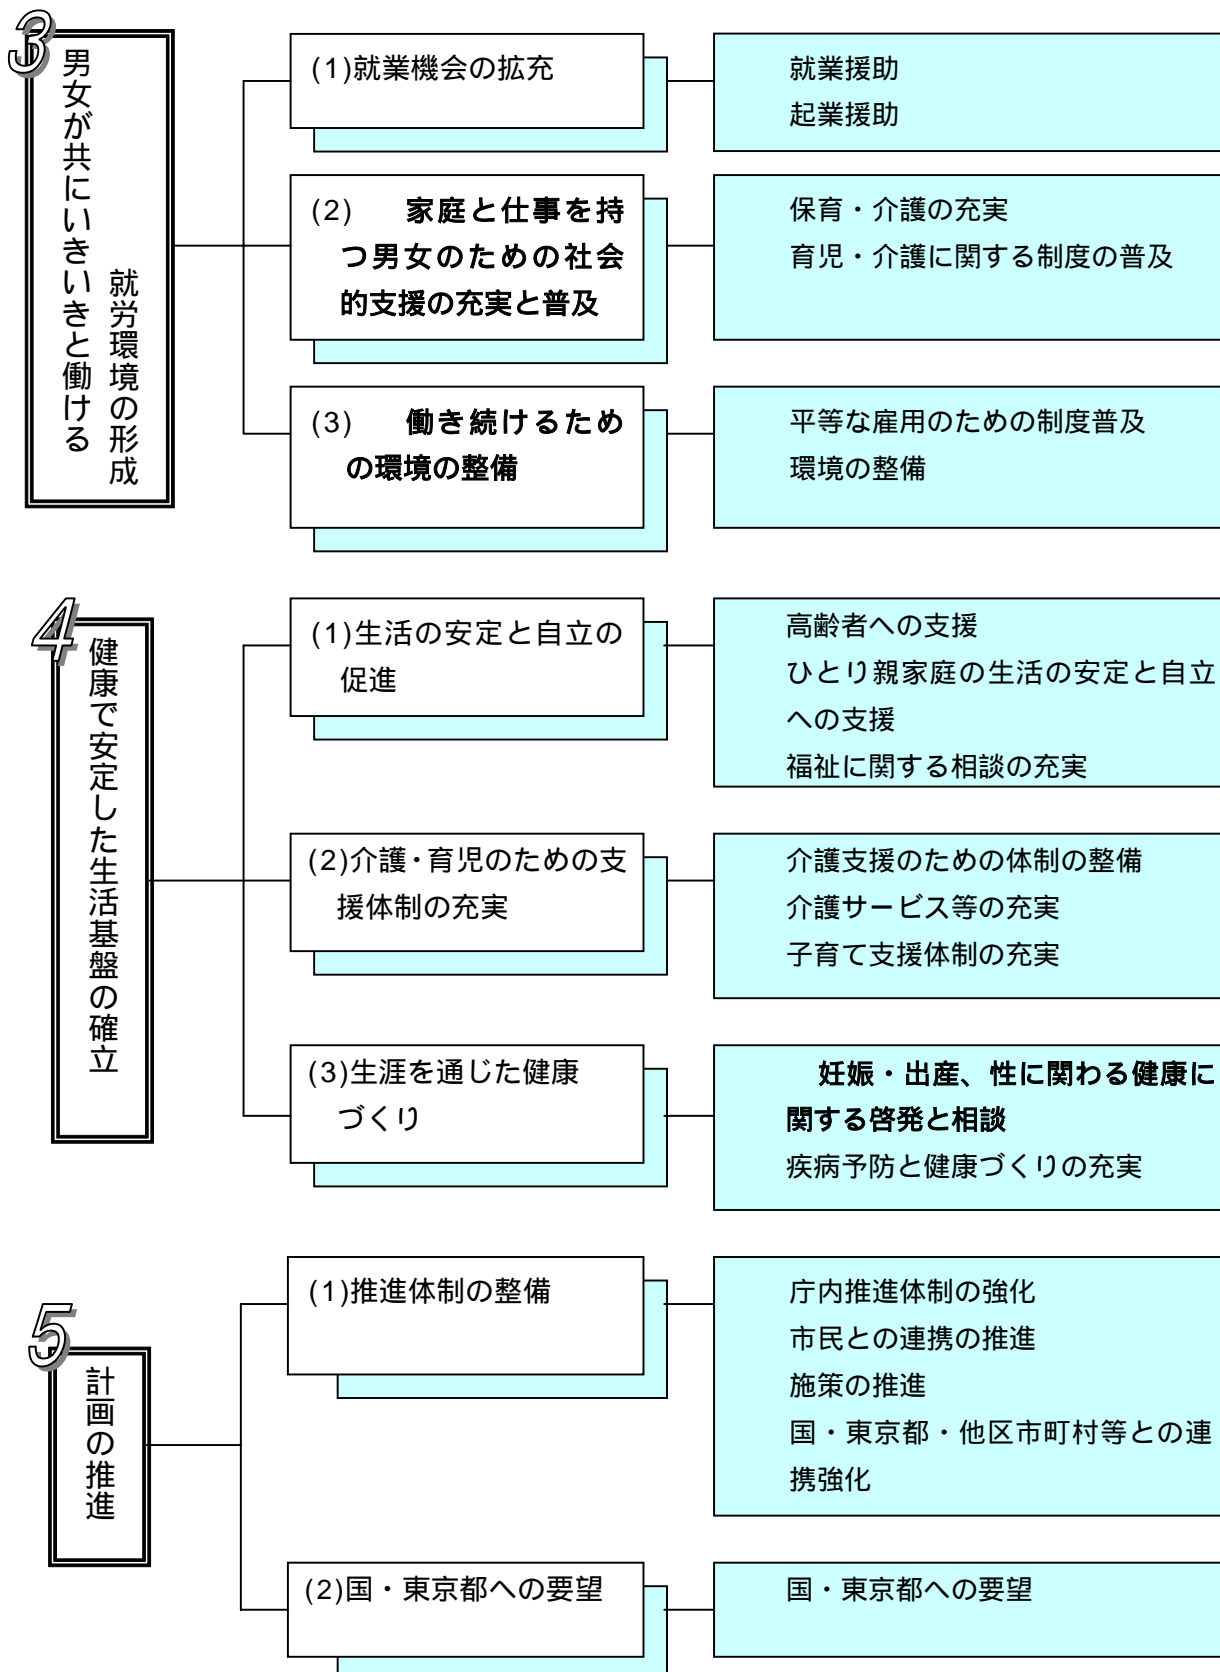 3
男女が共にいきいきと働ける
就労環境の形成
(1)就業機会の拡充
就業援助
起業援助
(2) 家庭と仕事を持
つ男女のための社会
的支援の充実と普及
保育・介護の充実
育児・介護に関する制度の普及
(3) 働き続けるため
の環境の整備
平等な雇用のための制度普及
環境の整備
4
健康で安定した生活基盤の確立
(1)生活の安定と自立の
促進
高齢者への支援
ひとり親家庭の生活の安定と自立
への支援
福祉に関する相談の充実
(2)介護・育児のための支
援体制の充実
介護支援のための体制の整備
介護サービス等の充実
子育て支援体制の充実
(3)生涯を通じた健康
づくり
妊娠・出産、性に関わる健康に
関する啓発と相談
疾病予防と健康づくりの充実
5
計画の推進
(1)推進体制の整備
庁内推進体制の強化
市民との連携の推進
施策の推進
国・東京都・他区市町村等との連
携強化
(2)国・東京都への要望
国・東京都への要望